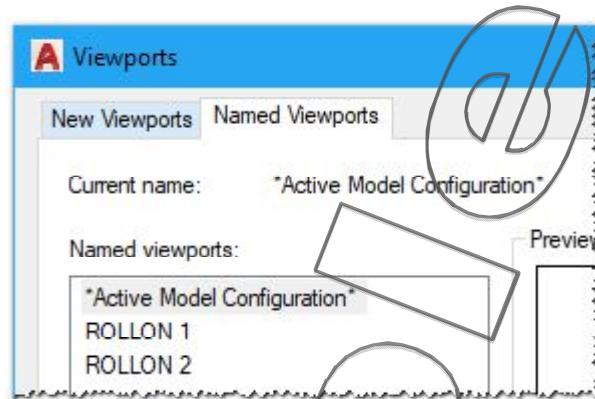 Viewports
New Viewports Named Viewports
Current name: *Active Model Configuration*
Named viewports:
Preview
*Active Model Configuration*
ROLLON 1
ROLLON 2